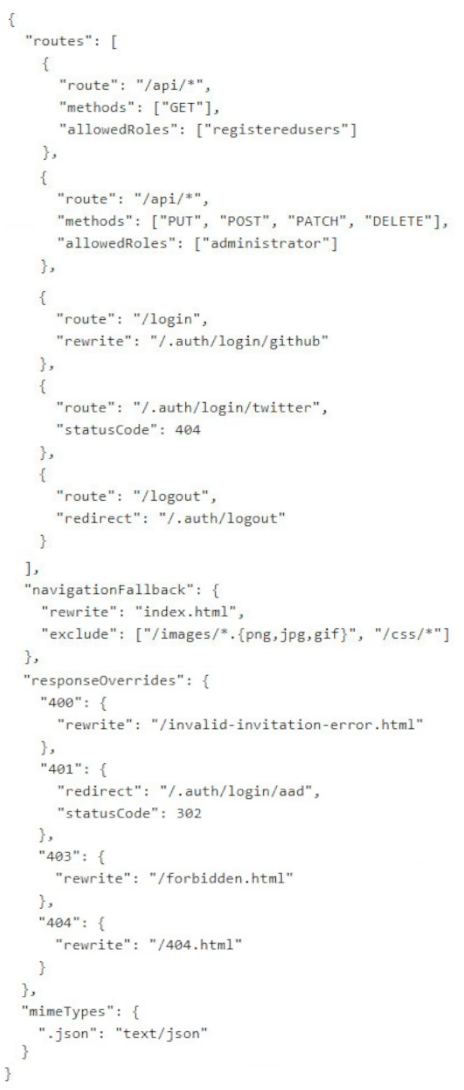 {
"routes": [
{
"route": "/api/*",
"methods": ["GET"],
"allowedRoles": ["registeredusers"]
},
{
"route": "/api/*",
"methods": ["PUT", "POST", "PATCH", "DELETE"],
"allowedRoles": ["administrator"]
},
{
"route": "/login",
"rewrite": "/.auth/login/github"
},
{
"route": "/.auth/login/twitter",
"statusCode": 404
},
{
"route": "/logout",
"redirect": "/.auth/logout"
}
],
"navigationFallback": {
"rewrite": "index.html",
"exclude": ["/images/*.{png,jpg,gif}", "/css/*"]
},
"responseOverrides": {
"400": {
"rewrite": "/invalid-invitation-error.html"
},
"401": {
"redirect": "/.auth/login/aad",
"statusCode": 302
},
"403": {
"rewrite": "/forbidden.html"
},
"404": {
"rewrite": "/404.html"
}
},
"mimeTypes": {
".json": "text/json"
}
}